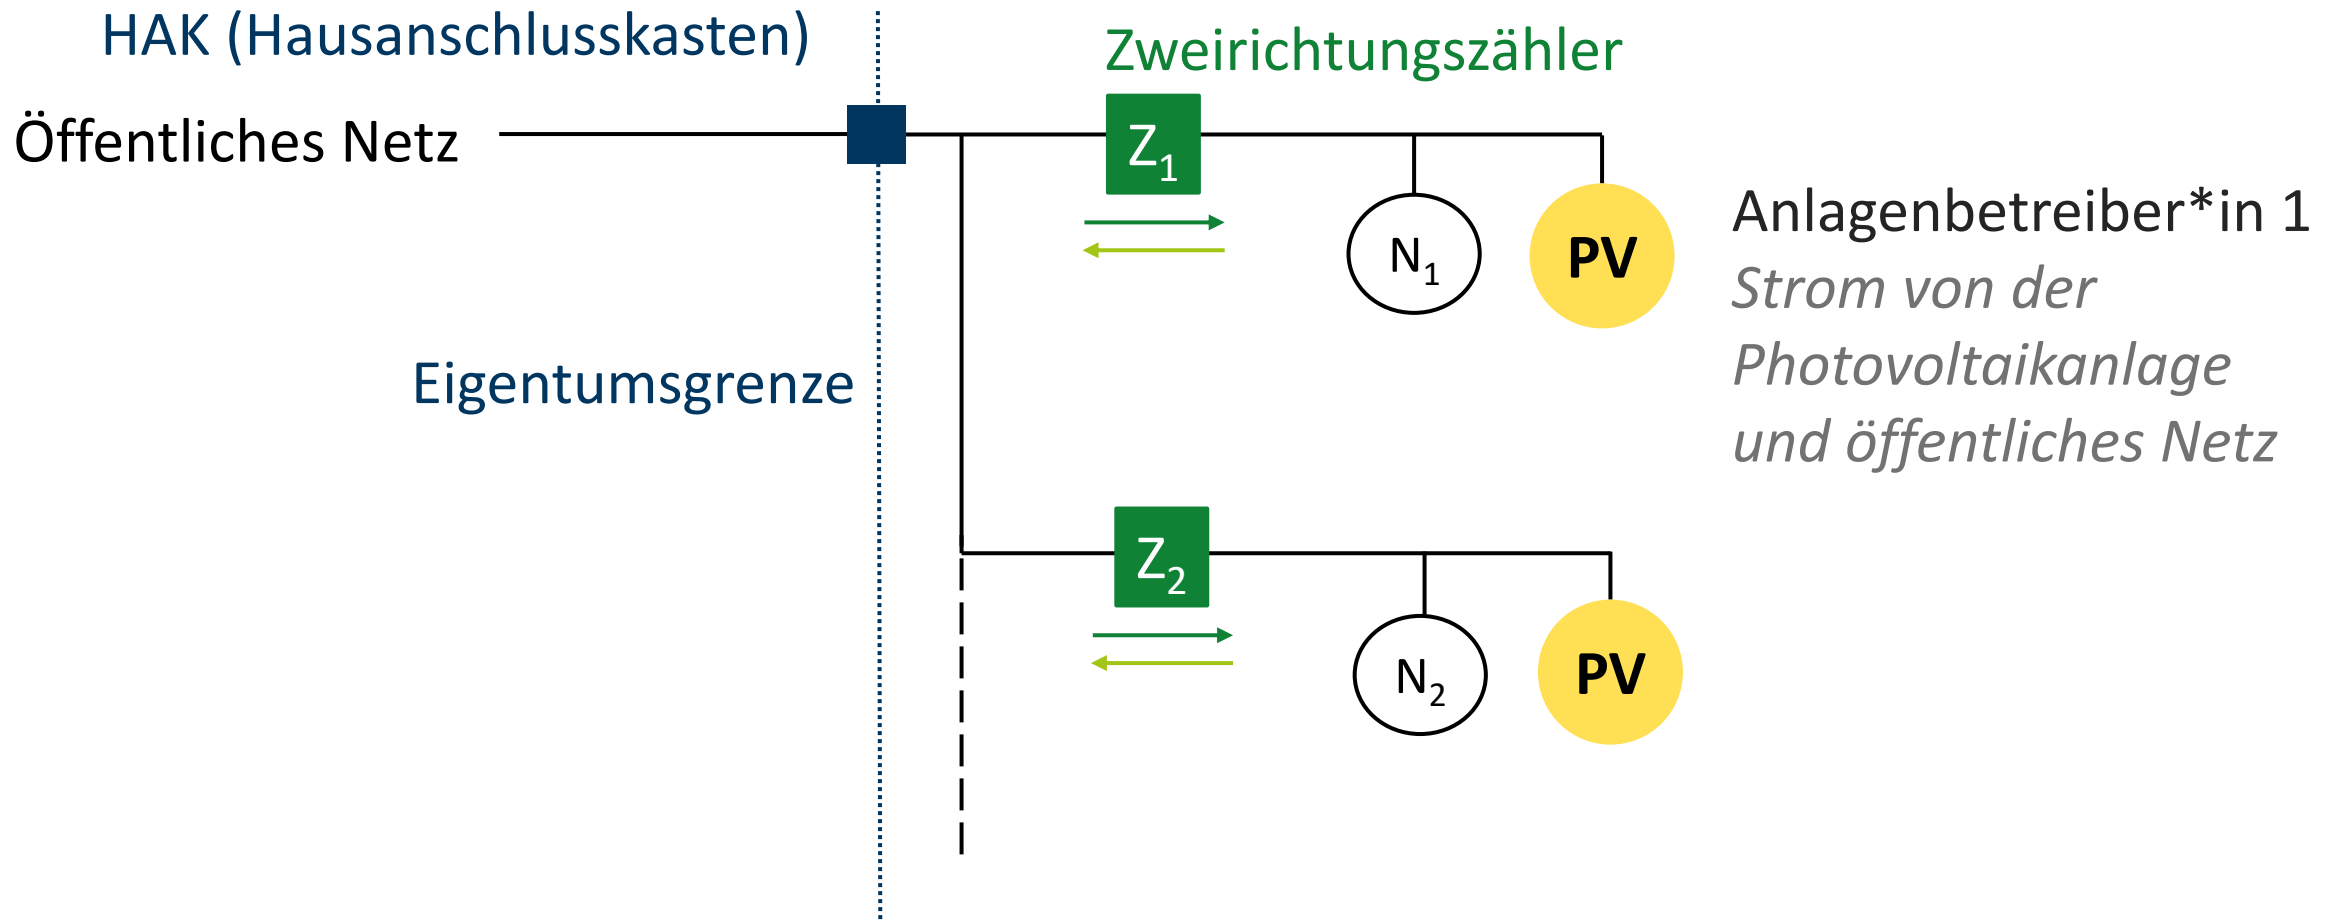 HAK (Hausanschlusskasten)
Zweirichtungszähler
Öffentliches Netz
Z1
N1
PV
Anlagenbetreiber*in 1
Strom von der
Photovoltaikanlage
und öffentliches Netz
Eigentumsgrenze
Z2
N2
PV